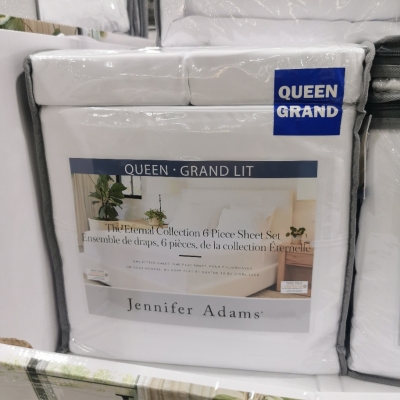 QUEEN
GRAND
QUEEN · GRAND LIT
The Eternal Collection 6 Piece Sheet Set
Ensemble de draps, 6 pièces, de la collection Éternelle
Jennifer Adams